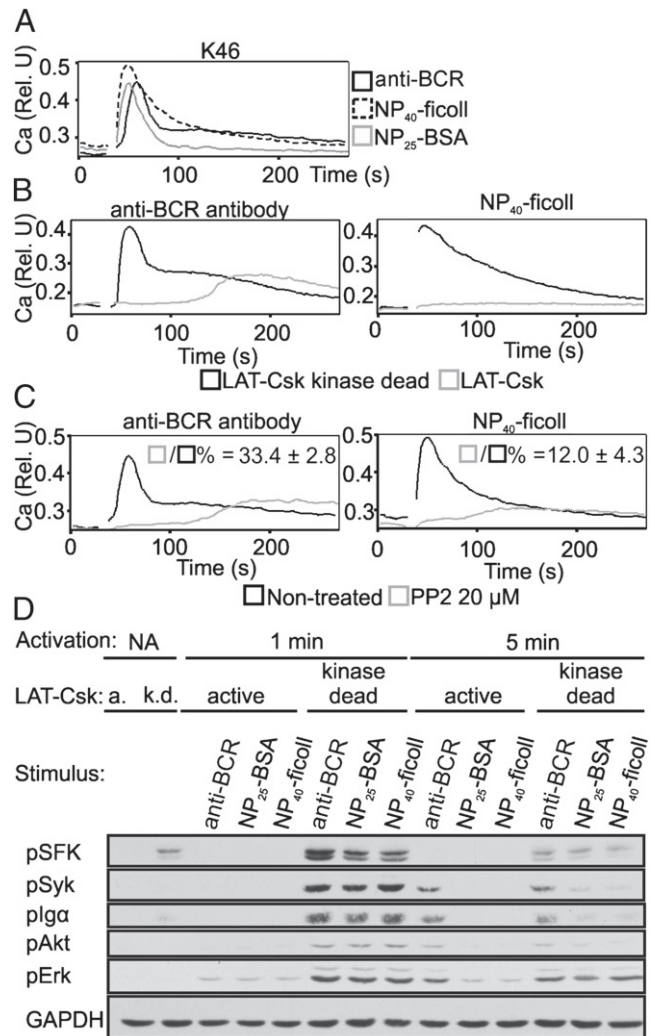 A
K46
Ca (Rel. U)
0.5
0.4
0.3
0
100
200
Time (s)
anti-BCR
NP40-ficoll
NP25-BSA
B
anti-BCR antibody
NP40-ficoll
Ca (Rel. U)
0.4
0.3
0.2
0
100
200
Time (s)
0.4
0.3
0.2
0
100
200
Time (s)
LAT-Csk kinase dead LAT-Csk
C
anti-BCR antibody
NP40-ficoll
Ca (Rel. U)
0.5
0.4
0.3
0
100
200
/ % = 33.4 ± 2.8
Time (s)
0.5
0.4
0.3
0
100
200
/ % = 12.0 ± 4.3
Time (s)
Non-treated PP2 20 µM
D
Activation: NA 1 min 5 min
LAT-Csk: a. k.d. active kinase dead active kinase dead
Stimulus: anti-BCR NP25-BSA NP40-ficoll anti-BCR NP25-BSA NP40-ficoll anti-BCR NP25-BSA NP40-ficoll anti-BCR NP25-BSA NP40-ficoll
pSFK
pSyk
pIgα
pAkt
pErk
GAPDH